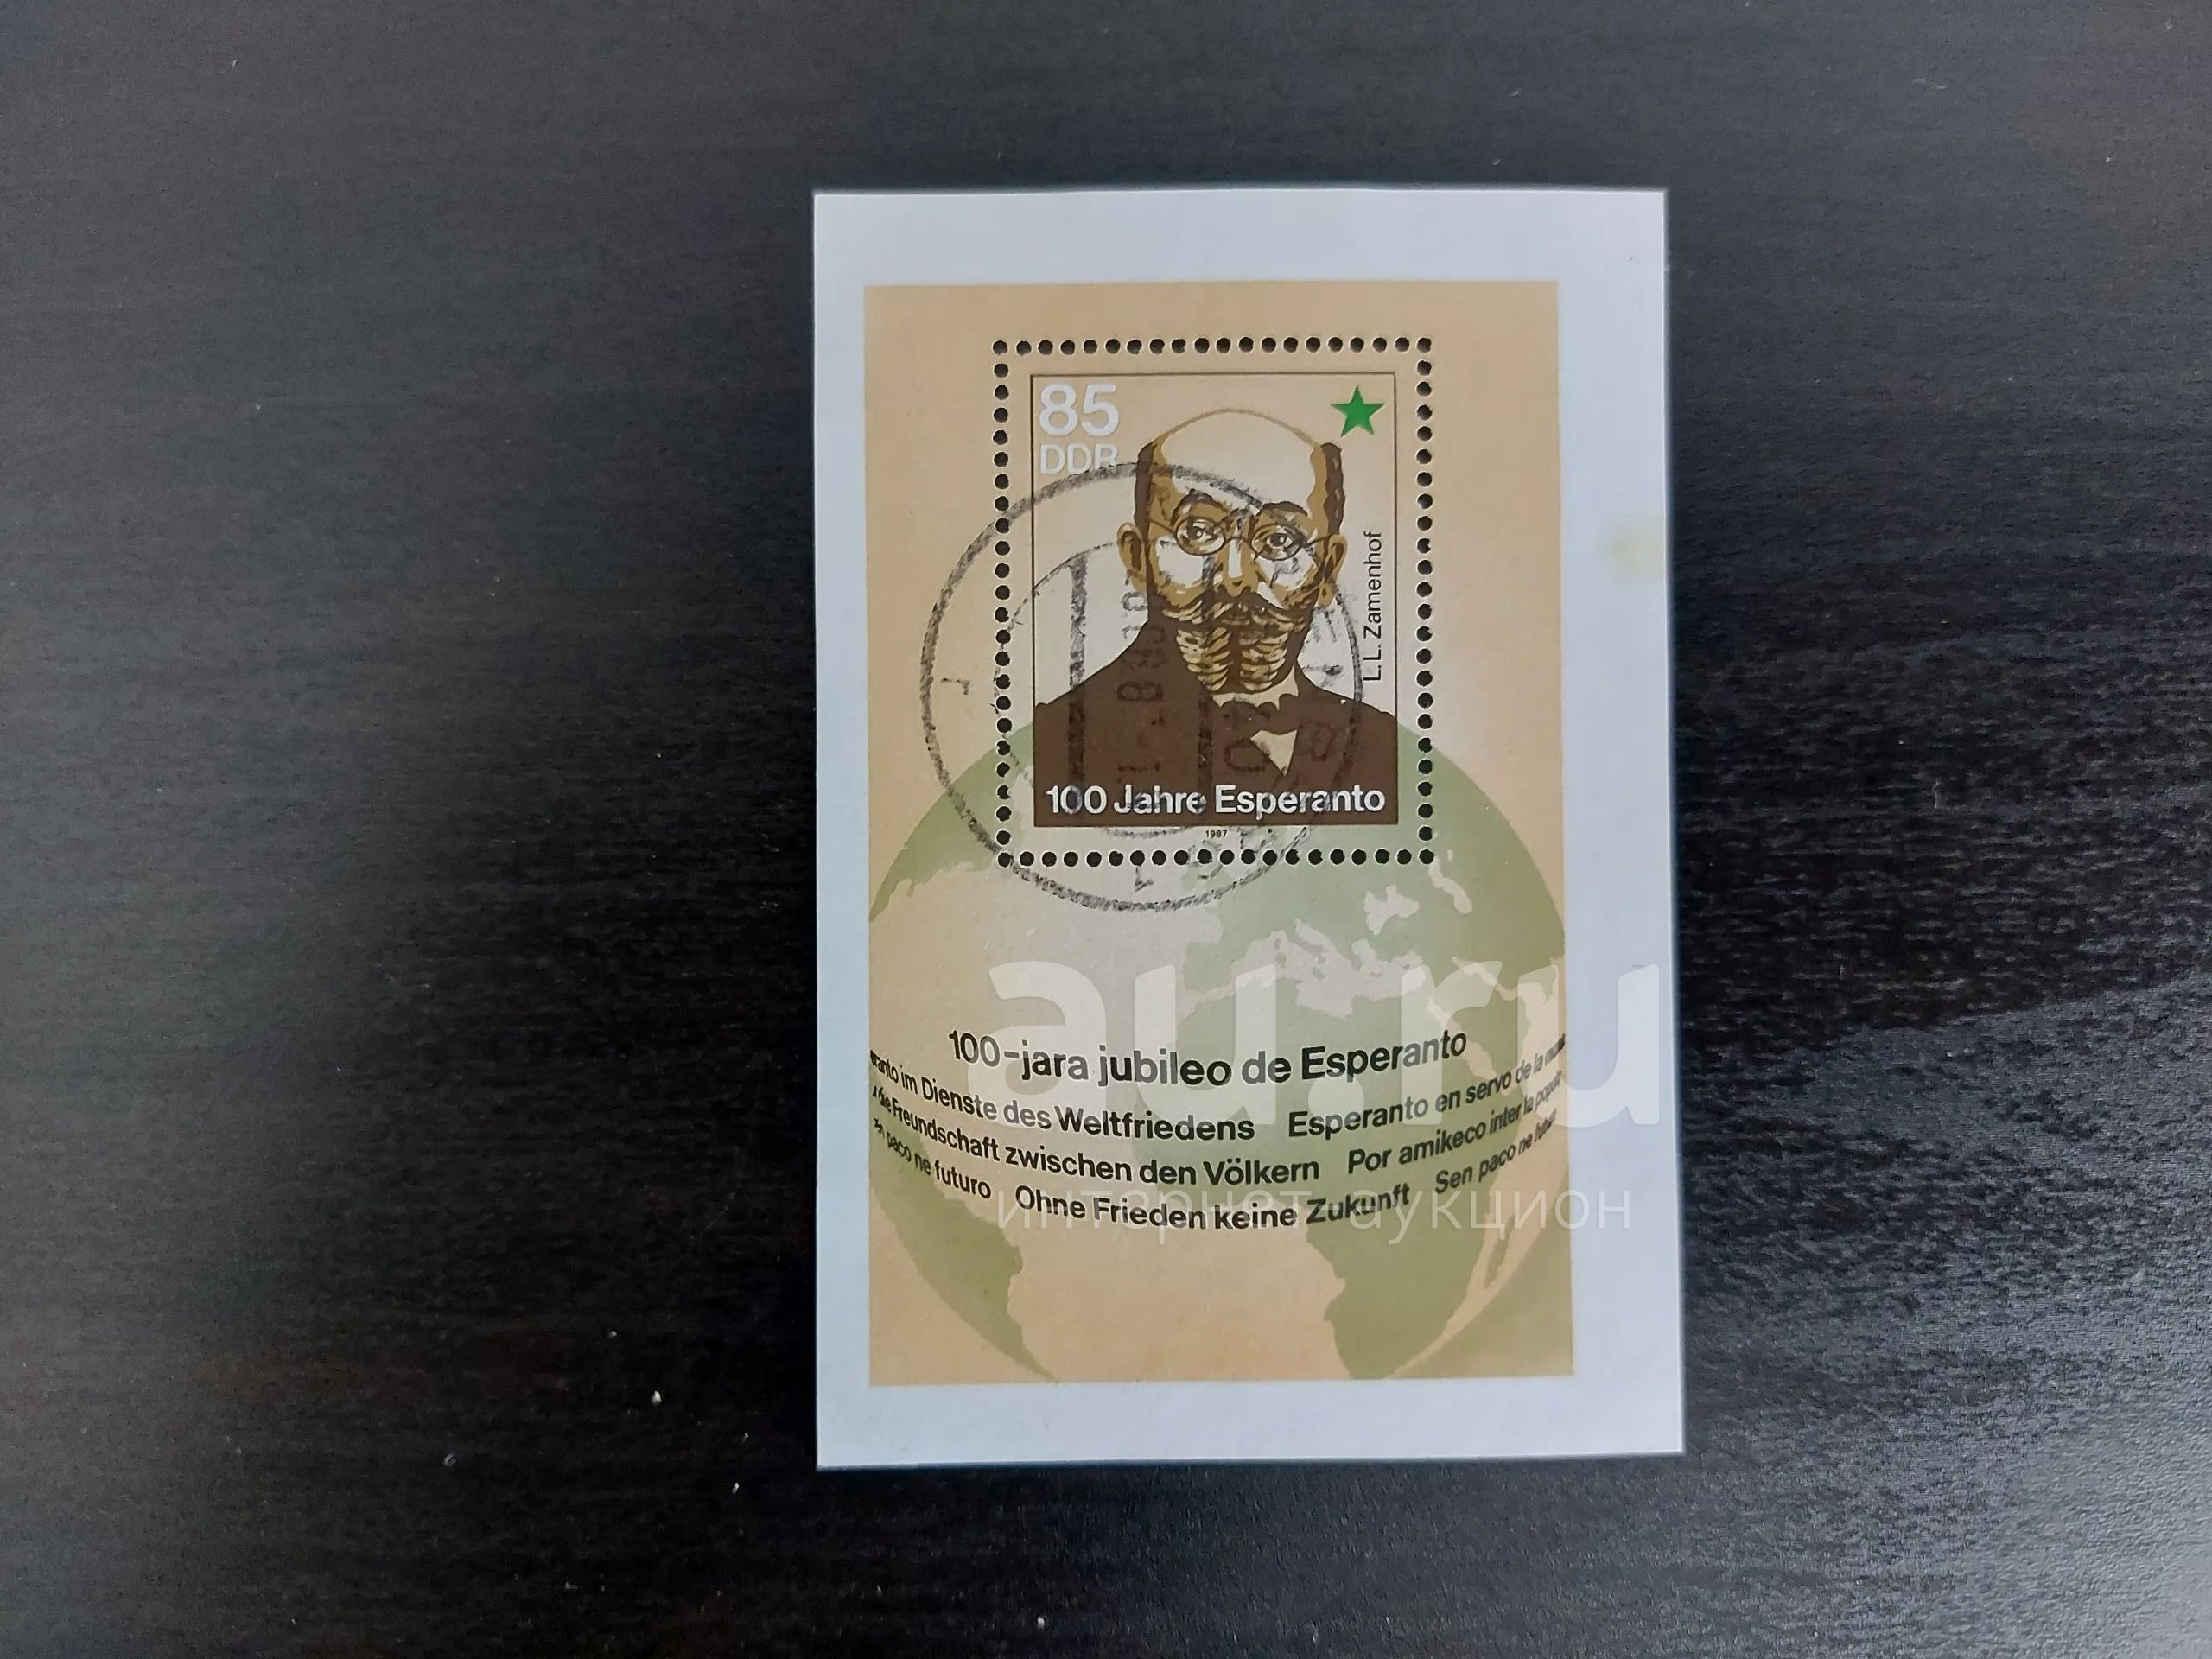 85
DDR
L. L. Zamenhof
100 Jahre Esperanto
1987
au.ru
100-jara jubileo de Esperanto
im Dienste des Weltfriedens Esperanto en servo de la
die Freundschaft zwischen den Völkern Por amikeco inter la
paco ne futuro Ohne Frieden keine Zukunft Sen paco ne futuro
интернет аукцион